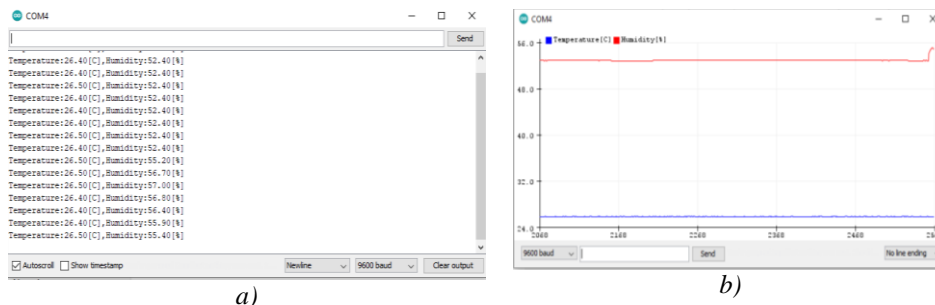 COM4
Send
Temperature:26.40[C],Humidity:52.40[%]
Temperature:26.40[C],Humidity:52.40[%]
Temperature:26.50[C],Humidity:52.40[%]
Temperature:26.40[C],Humidity:52.40[%]
Temperature:26.40[C],Humidity:52.40[%]
Temperature:26.40[C],Humidity:52.40[%]
Temperature:26.50[C],Humidity:52.40[%]
Temperature:26.40[C],Humidity:52.40[%]
Temperature:26.50[C],Humidity:55.20[%]
Temperature:26.40[C],Humidity:56.70[%]
Temperature:26.50[C],Humidity:57.00[%]
Temperature:26.40[C],Humidity:56.80[%]
Temperature:26.40[C],Humidity:56.40[%]
Temperature:26.40[C],Humidity:55.90[%]
Temperature:26.50[C],Humidity:55.40[%]
Autoscroll Show timestamp Newline 9600 baud Clear output
a)
COM4
Temperature[C] Humidity[%]
56.0
48.0
40.0
32.0
24.0
2060 2160 2260 2360 2460
9600 baud Send No line ending
b)